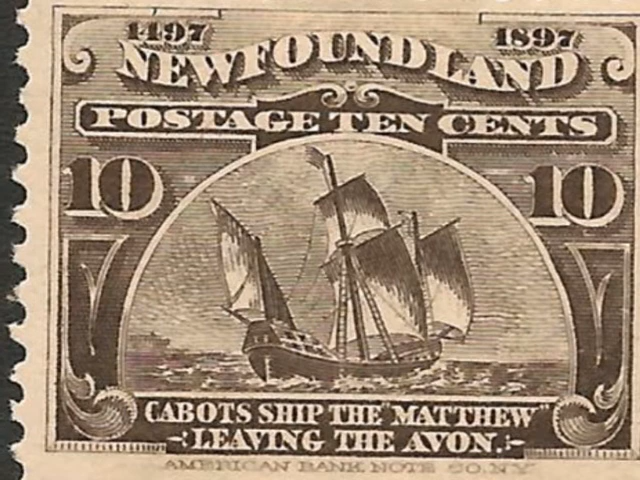 1497 1897
NEWFOUNDLAND
POSTAGE TEN CENTS
10 10
CABOTS SHIP THE "MATTHEW"
-:LEAVING THE AVON.:-
AMERICAN BANK NOTE CO. N.Y.